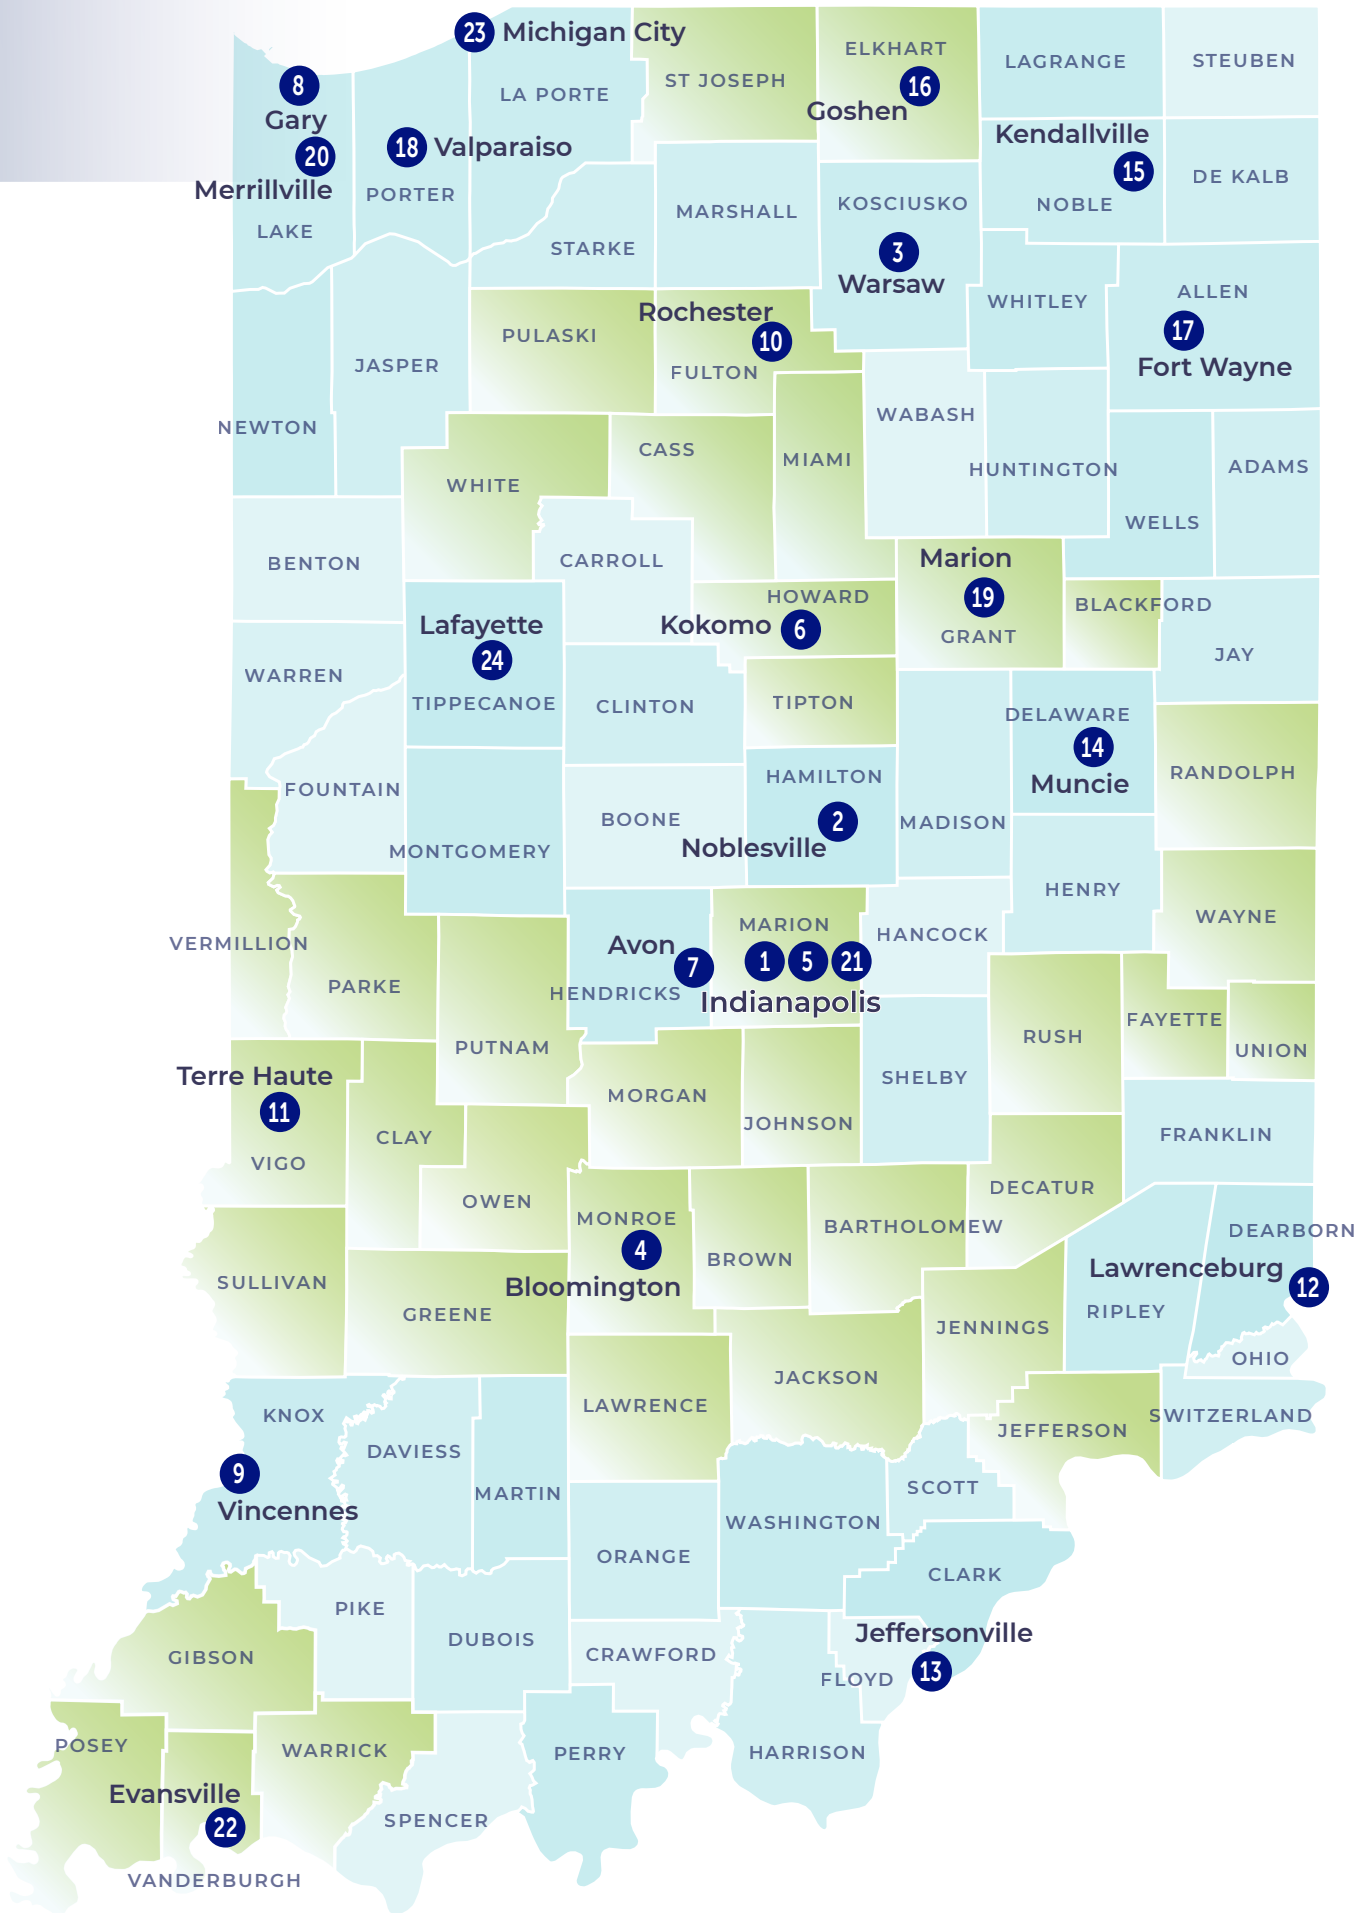 23 Michigan City
ELKHART
STEUBEN
LAGRANGE
ST JOSEPH
8
16
LA PORTE
Goshen
Gary
Kendallville
18 Valparaiso
20
15
DE KALB
Merrillville
PORTER
KOSCIUSKO
NOBLE
MARSHALL
LAKE
STARKE
3
Warsaw
ALLEN
WHITLEY
Rochester
17
PULASKI
10
JASPER
FULTON
Fort Wayne
WABASH
NEWTON
CASS
MIAMI
HUNTINGTON
ADAMS
WHITE
WELLS
Marion
BENTON
CARROLL
HOWARD
19
BLACKFORD
Lafayette
Kokomo 6
GRANT
24
JAY
WARREN
TIPPECANOE
CLINTON
TIPTON
DELAWARE
14
HAMILTON
RANDOLPH
FOUNTAIN
Muncie
BOONE
2
MADISON
Noblesville
MONTGOMERY
HENRY
MARION
WAYNE
VERMILLION
Avon
HANCOCK
7
1 5 21
PARKE
HENDRICKS
Indianapolis
FAYETTE
RUSH
PUTNAM
UNION
Terre Haute
SHELBY
11
MORGAN
JOHNSON
CLAY
FRANKLIN
VIGO
DECATUR
OWEN
MONROE
BARTHOLOMEW
DEARBORN
4
BROWN
Lawrenceburg
SULLIVAN
Bloomington
12
GREENE
RIPLEY
JENNINGS
OHIO
JACKSON
LAWRENCE
KNOX
SWITZERLAND
JEFFERSON
DAVIESS
9
SCOTT
MARTIN
Vincennes
WASHINGTON
ORANGE
CLARK
PIKE
Jeffersonville
DUBOIS
GIBSON
CRAWFORD
13
FLOYD
POSEY
WARRICK
PERRY
HARRISON
Evansville
22
SPENCER
VANDERBURGH